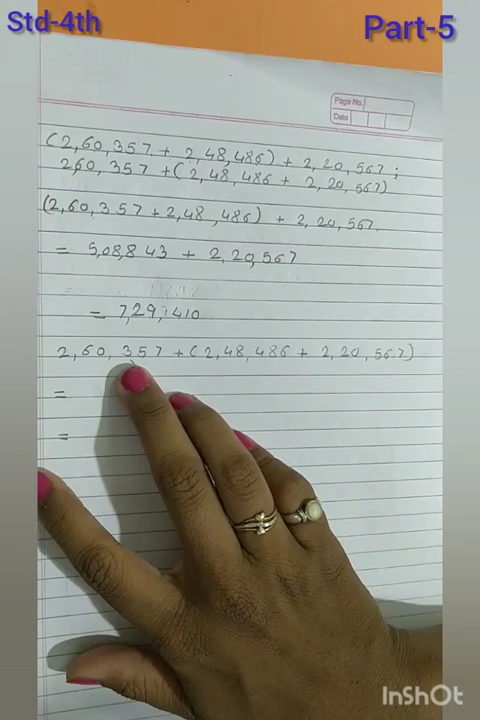 Std-4th
Part-5
Page No.
Date
(2,60,357 + 2,48,486) + 2,20,567;
2,60,357 + (2,48,486 + 2,20,567)
(2,60,357 + 2,48,486) + 2,20,567.
= 5,08,843 + 2,20,567
= 7,29,410
2,60,357 + (2,48,486 + 2,20,567)
=
=
InShOt